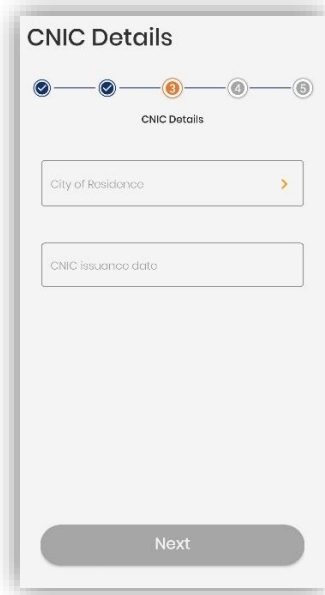 CNIC Details
3 4 5
CNIC Details
City of Residence
CNIC issuance date
Next